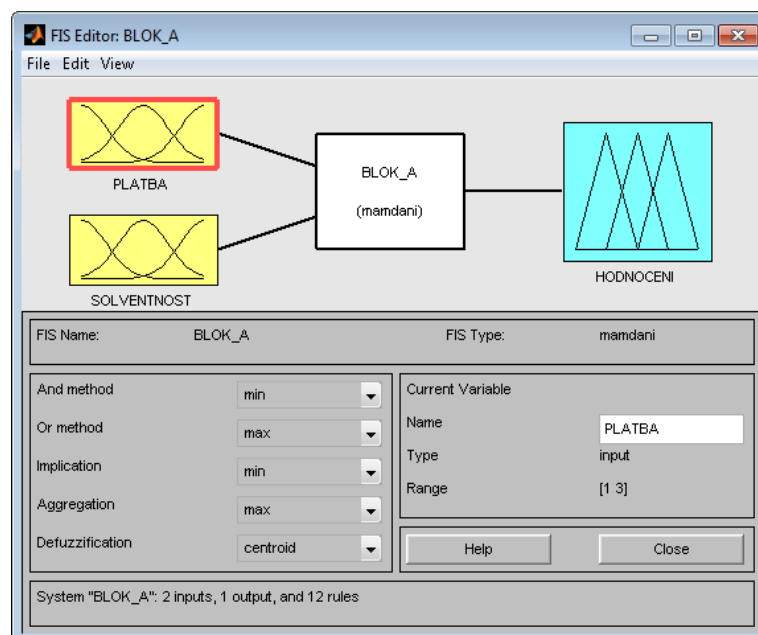 FIS Editor: BLOK_A
File Edit View
PLATBA
SOLVENTNOST
BLOK_A
(mamdani)
HODNOCENI
FIS Name: BLOK_A FIS Type: mamdani
And method min
Or method max
Implication min
Aggregation max
Defuzzification centroid
Current Variable
Name PLATBA
Type input
Range [1 3]
Help Close
System "BLOK_A": 2 inputs, 1 output, and 12 rules